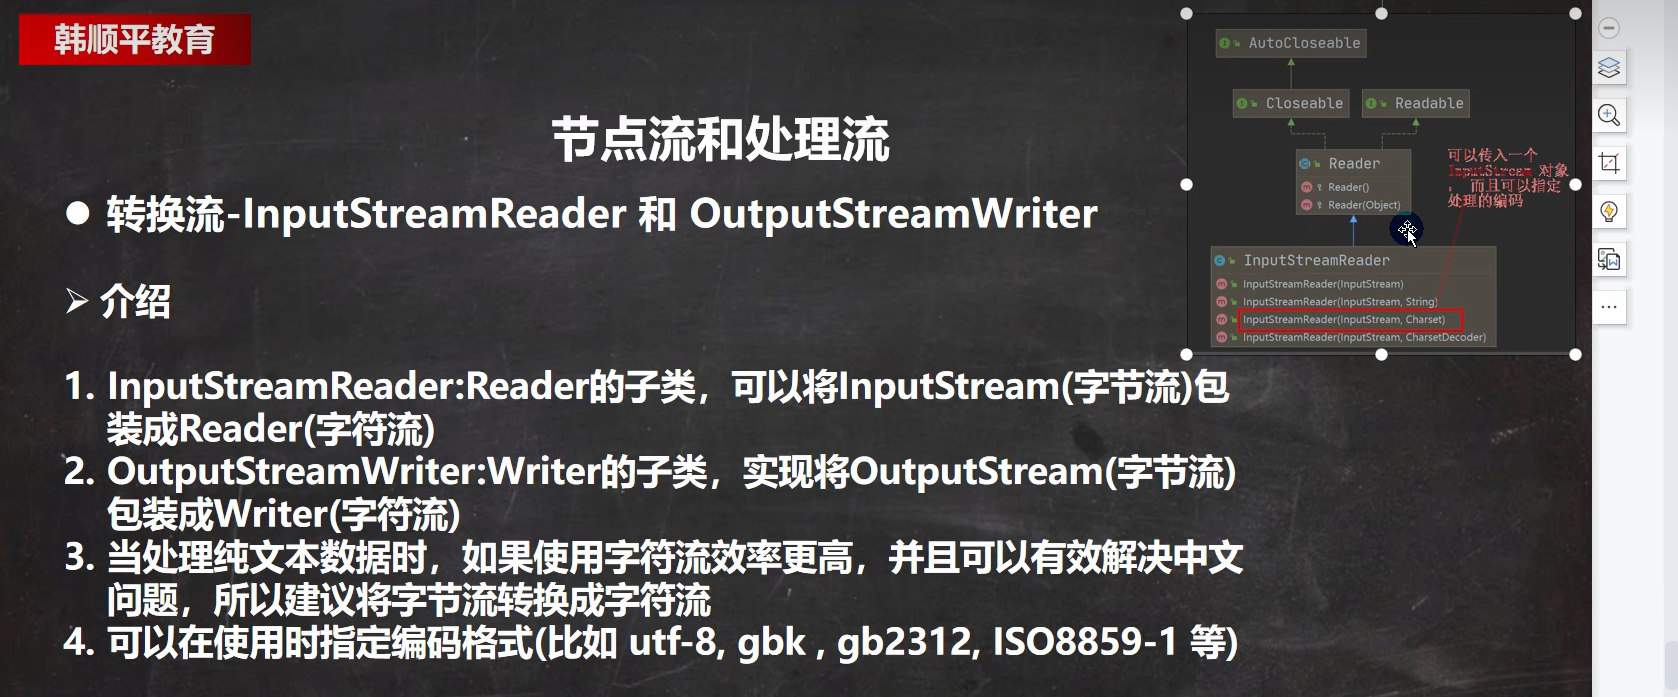 韩顺平教育
节点流和处理流
● 转换流-InputStreamReader 和 OutputStreamWriter
➢ 介绍
1. InputStreamReader:Reader的子类，可以将InputStream(字节流)包
装成Reader(字符流)
2. OutputStreamWriter:Writer的子类，实现将OutputStream(字节流)
包装成Writer(字符流)
3. 当处理纯文本数据时，如果使用字符流效率更高，并且可以有效解决中文
问题，所以建议将字节流转换成字符流
4. 可以在使用时指定编码格式(比如 utf-8, gbk , gb2312, ISO8859-1 等)
AutoCloseable
Closeable
Readable
Reader
Reader()
Reader(Object)
可以传入一个
InputStream 对象
， 而且可以指定
处理的编码
InputStreamReader
InputStreamReader(InputStream)
InputStreamReader(InputStream, String)
InputStreamReader(InputStream, Charset)
InputStreamReader(InputStream, CharsetDecoder)